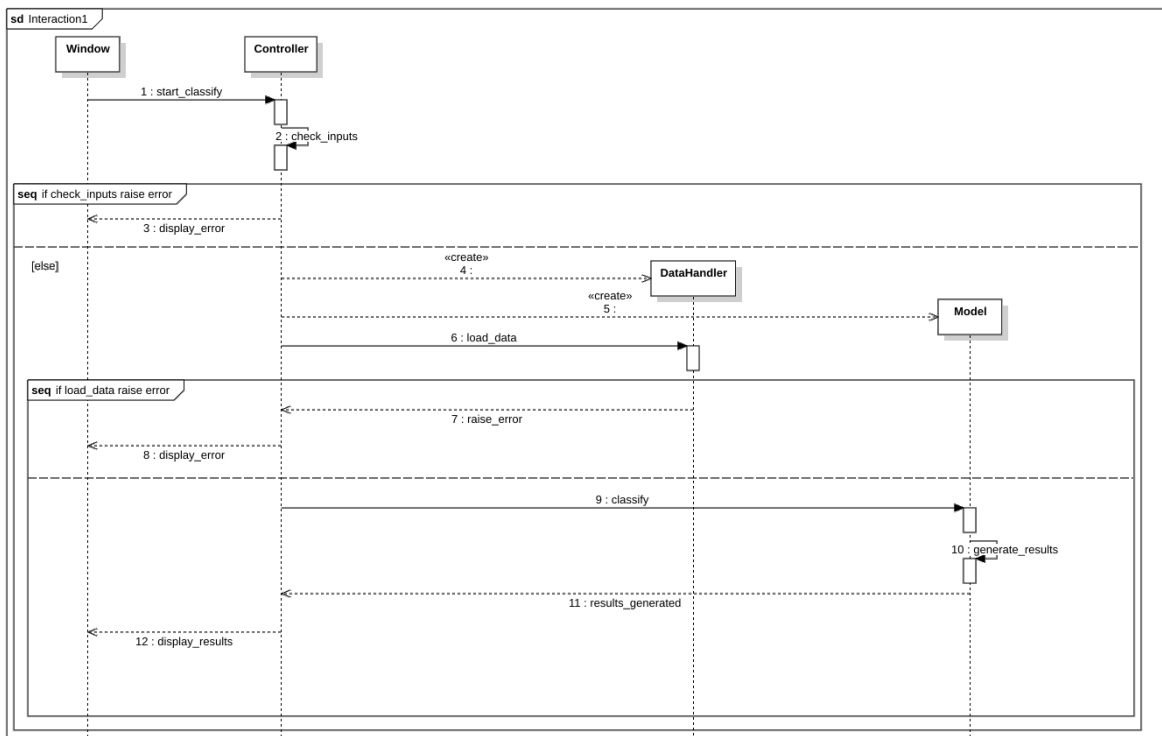 sd Interaction1
Window
Controller
1 : start_classify
2 : check_inputs
seq if check_inputs raise error
3 : display_error
[else]
«create»
4 :
DataHandler
«create»
5 :
Model
6 : load_data
seq if load_data raise error
7 : raise_error
8 : display_error
9 : classify
10 : generate_results
11 : results_generated
12 : display_results